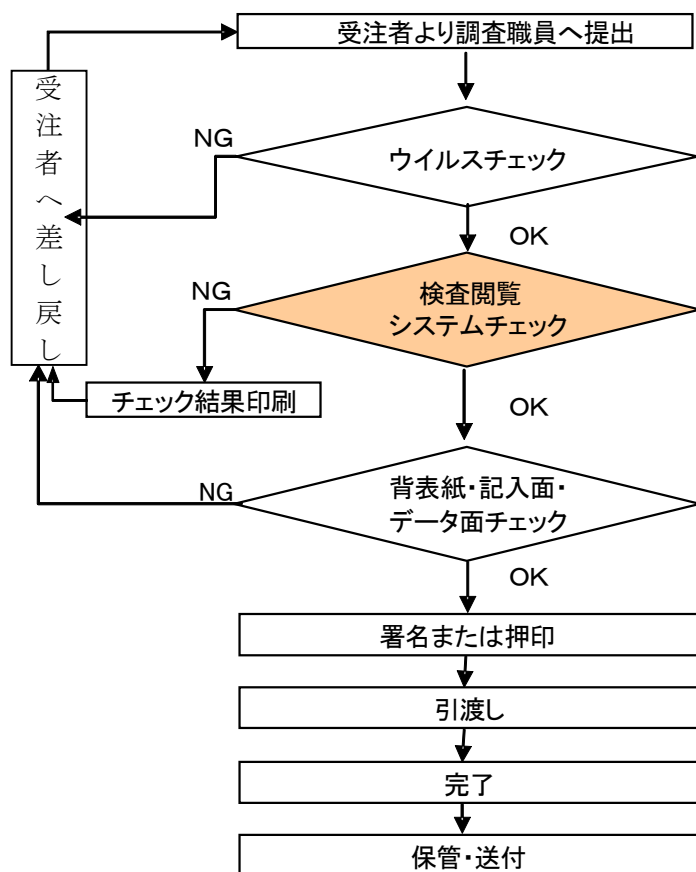 受注者より調査職員へ提出
受注者へ差し戻し
NG
ウイルスチェック
OK
NG
検査閲覧
システムチェック
チェック結果印刷
OK
NG
背表紙・記入面・
データ面チェック
OK
署名または押印
引渡し
完了
保管・送付